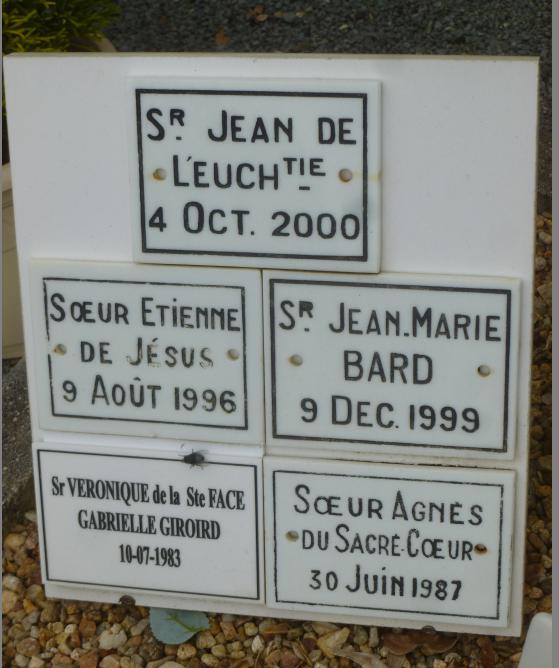 Sʀ JEAN DE
L'EUCHᵀᴵᴱ
4 OCT. 2000
SŒUR ETIENNE
DE JÉSUS
9 AOÛT 1996
Sʀ JEAN-MARIE
BARD
9 DEC. 1999
Sr VERONIQUE de la Ste FACE
GABRIELLE GIROIRD
10-07-1983
SŒUR AGNÈS
DU SACRÉ-CŒUR
30 JUIN 1987